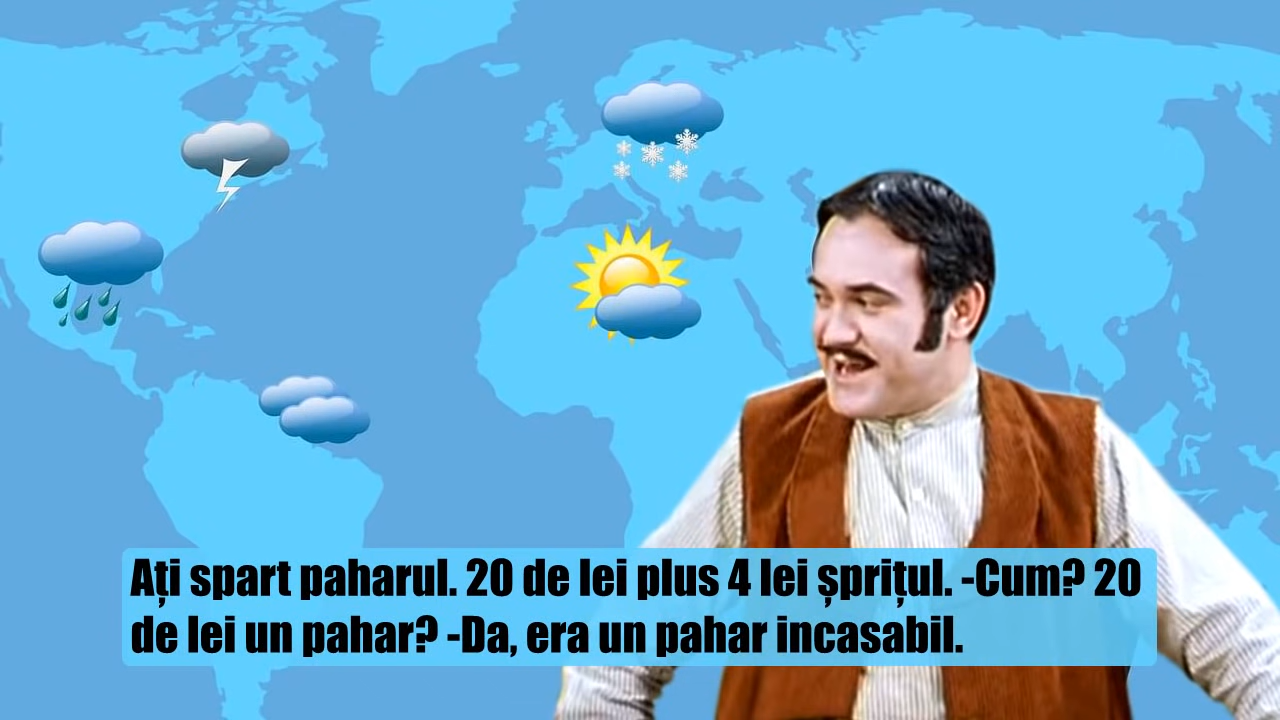 Ați spart paharul. 20 de lei plus 4 lei șprițul. -Cum? 20
de lei un pahar? -Da, era un pahar incasabil.